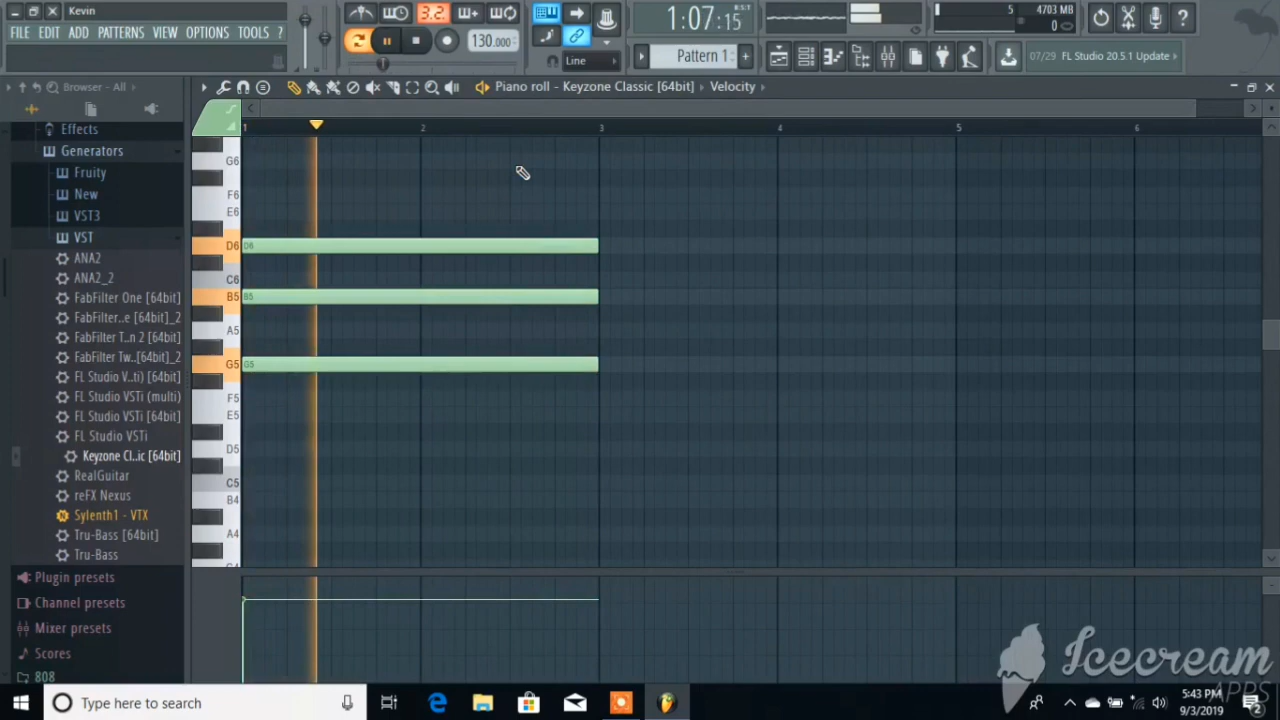 Kevin
FILE EDIT ADD PATTERNS VIEW OPTIONS TOOLS ?
3.2
130.000
Line
1:07:15
B:S:T
Pattern 1
5
4703 MB
0
07/29 FL Studio 20.5.1 Update
Browser - All
Piano roll - Keyzone Classic [64bit]
Velocity
Effects
Generators
Fruity
New
VST3
VST
ANA2
ANA2_2
FabFilter One [64bit]
FabFilter..e [64bit]_2
FabFilter T..n 2 [64bit]
FabFilter Tw..[64bit]_2
FL Studio V..ti) [64bit]
FL Studio VSTi (multi)
FL Studio VSTi [64bit]
FL Studio VSTi
Keyzone Cl..ic [64bit]
RealGuitar
reFX Nexus
Sylenth1 - VTX
Tru-Bass [64bit]
Tru-Bass
Plugin presets
Channel presets
Mixer presets
Scores
808
1 2 3 4 5 6
G6
F6
E6
D6 D6
C6
B5 B5
A5
G5 G5
F5
E5
D5
C5
B4
A4
Icecream
APPS
Type here to search
5:43 PM
9/3/2019
2